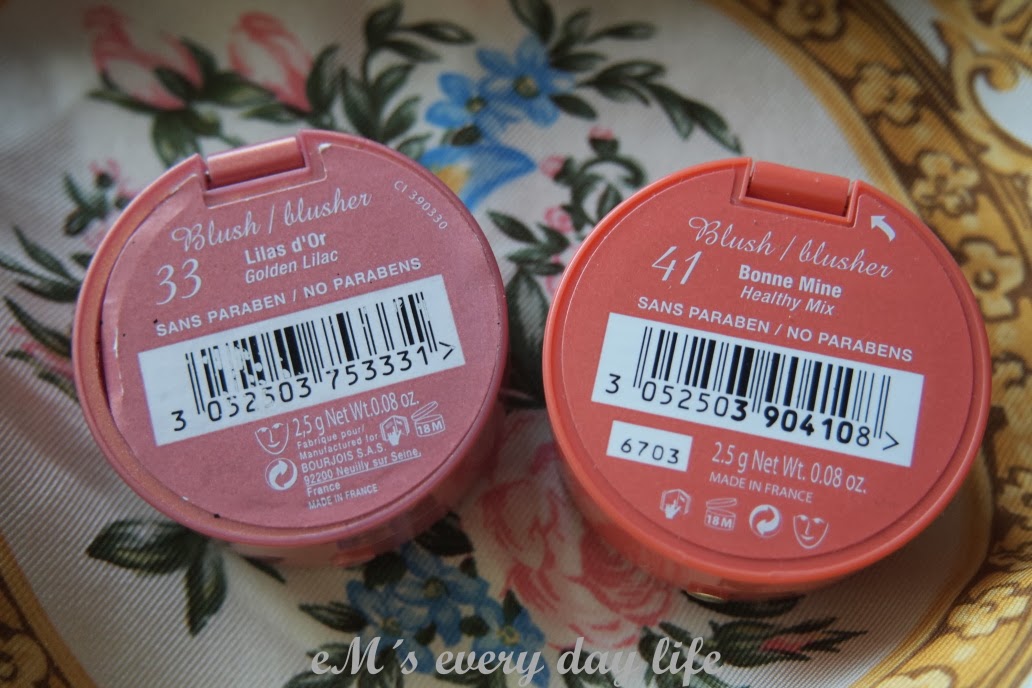 Blush / blusher
33
Lilas d'Or
Golden Lilac
CI 390330
SANS PARABEN / NO PARABENS
3 052503 753331 >
2,5 g Net Wt.0.08 oz.
Fabrique pour/
Manufactured for
18M
BOURJOIS S.A.S.
92200 Neuilly sur Seine,
France
MADE IN FRANCE
Blush / blusher
41
Bonne Mine
Healthy Mix
SANS PARABEN / NO PARABENS
3 052503 904108 >
6703
2.5 g Net Wt. 0.08 oz.
MADE IN FRANCE
18M
eM´s every day life